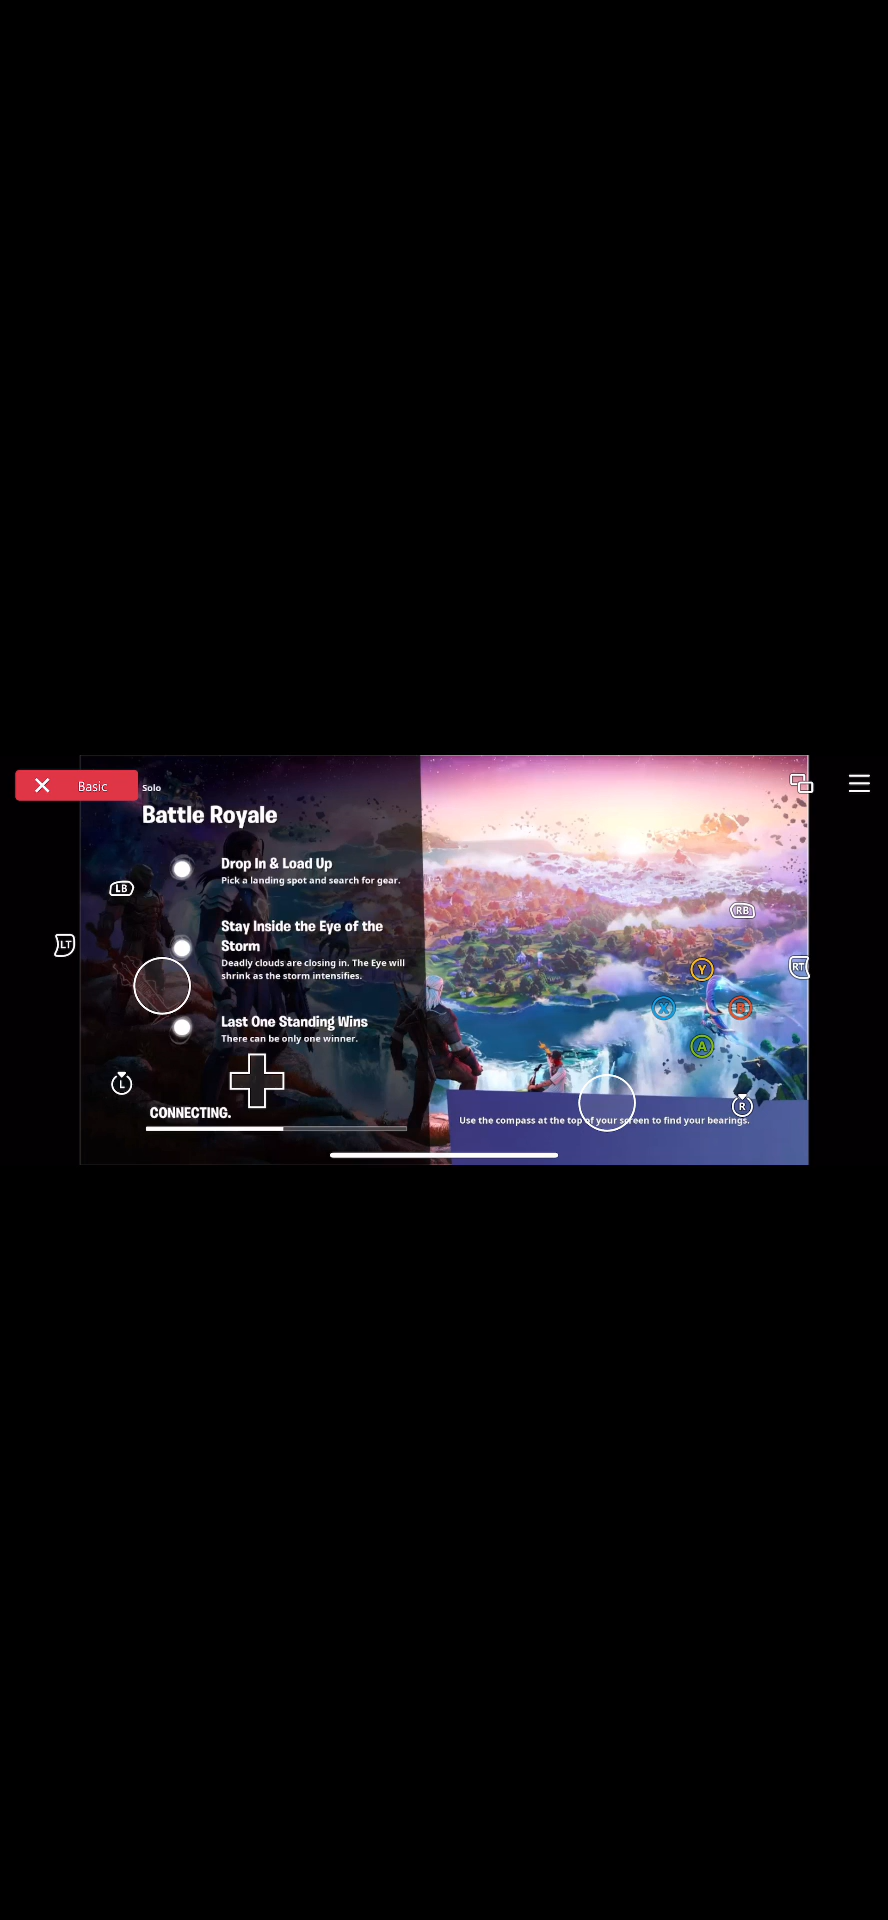 Basic
Solo
Battle Royale
Drop In & Load Up
Pick a landing spot and search for gear.
LB
RB
Stay Inside the Eye of the
Storm
LT
Deadly clouds are closing in. The Eye will
shrink as the storm intensifies.
RT
Y
X
B
Last One Standing Wins
There can be only one winner.
A
L
R
CONNECTING.
Use the compass at the top of your screen to find your bearings.